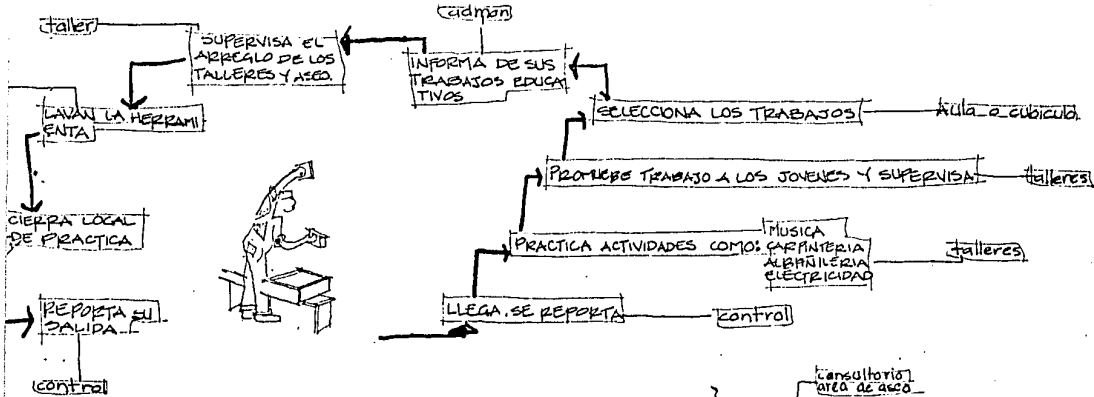 taller
admon
SUPERVISA EL
ARREGLO DE LOS
TALLERES Y ASEO.
INFORMA DE SUS
TRABAJOS EDUCA
TIVOS
LAVAN LA HERRAMI
ENTA
SELECCIONA LOS TRABAJOS
Aula o cubiculo
PROMUEBE TRABAJO A LOS JOVENES Y SUPERVISA
talleres
CIERRA LOCAL
DE PRACTICA
PRACTICA ACTIVIDADES COMO:
MUSICA
CARPINTERIA
ALBAÑILERIA
ELECTRICIDAD
talleres
REPORTA SU
SALIDA
LLEGA, SE REPORTA
control
control
consultorio
area de aseo